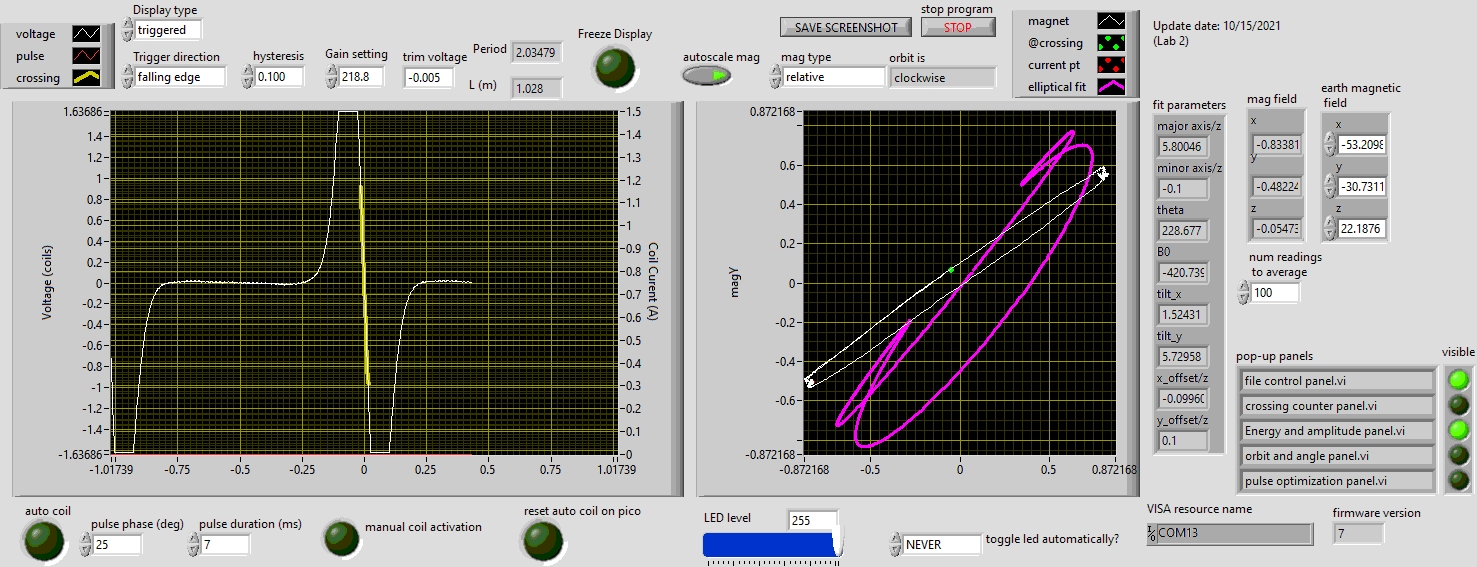 voltage
pulse
crossing
Display type
triggered
Trigger direction
falling edge
hysteresis
0.100
Gain setting
218.8
trim voltage
-0.005
Period
2.03479
L (m)
1.028
Freeze Display
SAVE SCREENSHOT
stop program
STOP
autoscale mag
mag type
relative
orbit is
clockwise
magnet
@crossing
current pt
elliptical fit
Update date: 10/15/2021
(Lab 2)
Voltage (coils)
1.63686
1.4
1.2
1
0.8
0.6
0.4
0.2
0
-0.2
-0.4
-0.6
-0.8
-1
-1.2
-1.4
-1.63686
-1.01739
-0.75
-0.5
-0.25
0
0.25
0.5
0.75
1.01739
1.5
1.4
1.3
1.2
1.1
1
0.9
0.8
0.7
0.6
0.5
0.4
0.3
0.2
0.1
0
Coil Current (A)
magY
0.872168
0.6
0.4
0.2
0
-0.2
-0.4
-0.6
-0.872168
-0.872168
-0.5
0
0.5
0.872168
fit parameters
major axis/z
5.80046
minor axis/z
-0.1
theta
228.677
B0
-420.739
tilt_x
1.52431
tilt_y
5.72958
x_offset/z
-0.0996
y_offset/z
0.1
mag field
x
-0.83381
y
-0.48224
z
-0.05473
earth magnetic
field
x
-53.2098
y
-30.7311
z
22.1876
num readings
to average
100
pop-up panels
visible
file control panel.vi
crossing counter panel.vi
Energy and amplitude panel.vi
orbit and angle panel.vi
pulse optimization panel.vi
auto coil
pulse phase (deg)
25
pulse duration (ms)
7
manual coil activation
reset auto coil on pico
LED level
255
NEVER
toggle led automatically?
VISA resource name
COM13
firmware version
7